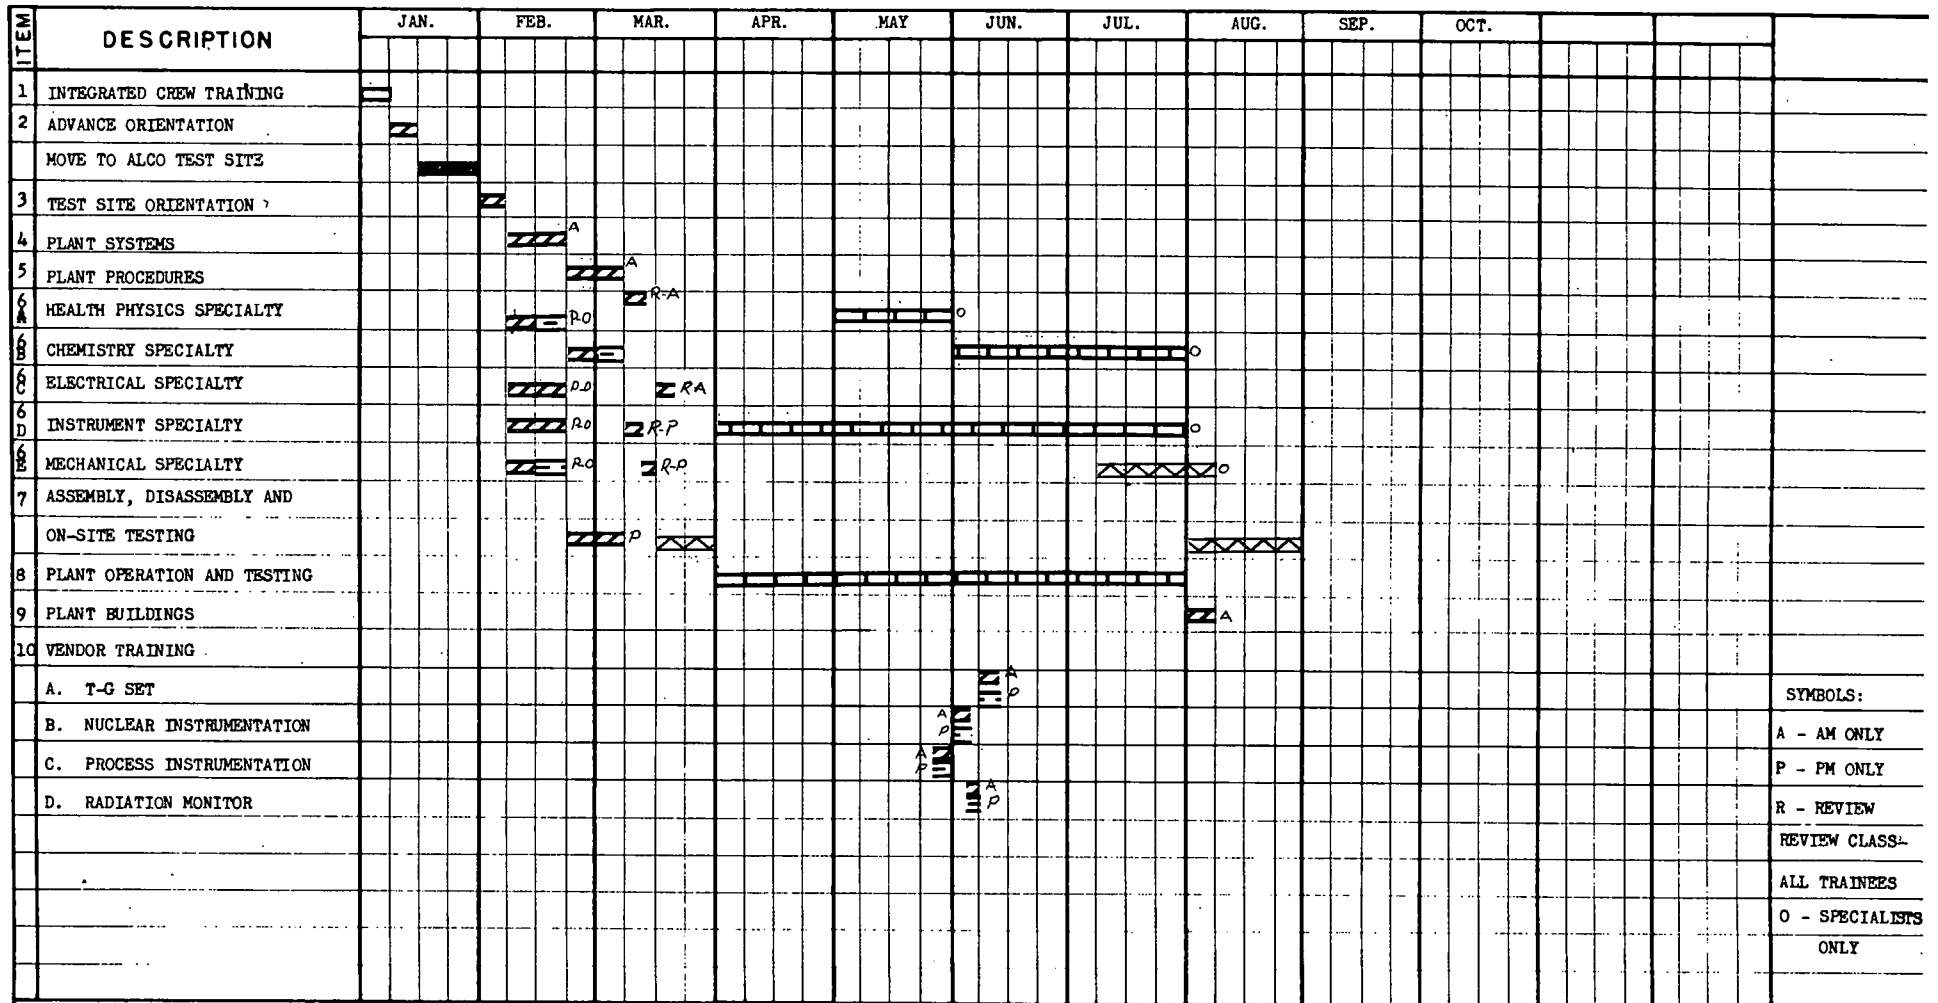 ITEM DESCRIPTION JAN. FEB. MAR. APR. MAY JUN. JUL. AUG. SEP. OCT.
1 INTEGRATED CREW TRAINING
2 ADVANCE ORIENTATION
MOVE TO ALCO TEST SITE
3 TEST SITE ORIENTATION
4 PLANT SYSTEMS A
5 PLANT PROCEDURES A
R-A
6A HEALTH PHYSICS SPECIALTY O
6B CHEMISTRY SPECIALTY O
6C ELECTRICAL SPECIALTY RA
6D INSTRUMENT SPECIALTY R-P O
6E MECHANICAL SPECIALTY R-P O
7 ASSEMBLY, DISASSEMBLY AND
ON-SITE TESTING P
8 PLANT OPERATION AND TESTING
9 PLANT BUILDINGS A
10 VENDOR TRAINING
A
A. T-G SET P
SYMBOLS:
A
B. NUCLEAR INSTRUMENTATION P
A - AM ONLY
A
C. PROCESS INSTRUMENTATION P
P - PM ONLY
A
D. RADIATION MONITOR P
R - REVIEW
REVIEW CLASS-
ALL TRAINEES
O - SPECIALISTS
ONLY